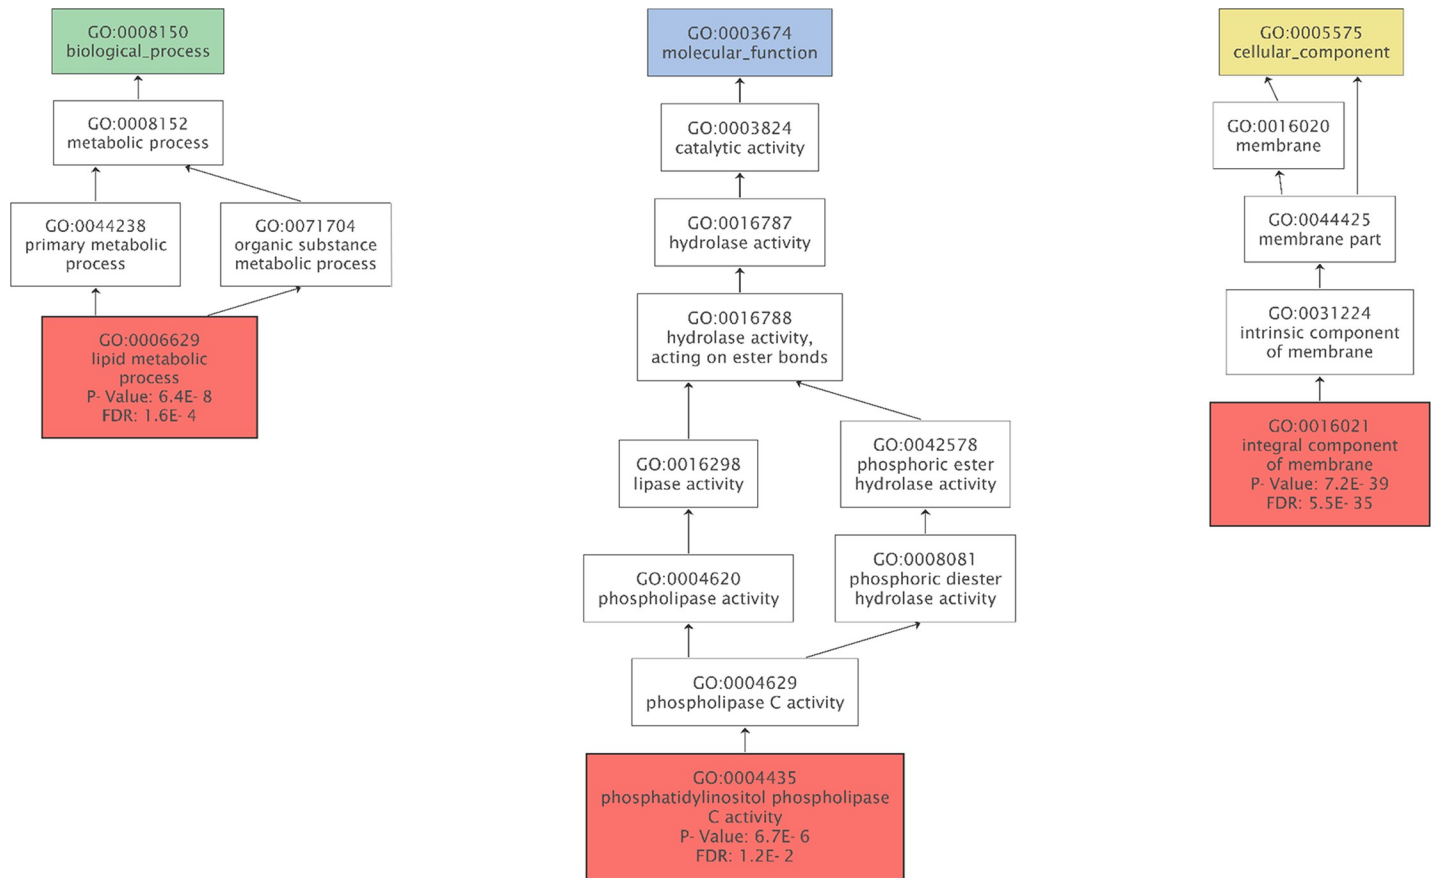 GO:0008150
biological_process
GO:0008152
metabolic process
GO:0044238
primary metabolic
process
GO:0071704
organic substance
metabolic process
GO:0006629
lipid metabolic
process
P- Value: 6.4E- 8
FDR: 1.6E- 4
GO:0003674
molecular_function
GO:0003824
catalytic activity
GO:0016787
hydrolase activity
GO:0016788
hydrolase activity,
acting on ester bonds
GO:0016298
lipase activity
GO:0042578
phosphoric ester
hydrolase activity
GO:0004620
phospholipase activity
GO:0008081
phosphoric diester
hydrolase activity
GO:0004629
phospholipase C activity
GO:0004435
phosphatidylinositol phospholipase
C activity
P- Value: 6.7E- 6
FDR: 1.2E- 2
GO:0005575
cellular_component
GO:0016020
membrane
GO:0044425
membrane part
GO:0031224
intrinsic component
of membrane
GO:0016021
integral component
of membrane
P- Value: 7.2E- 39
FDR: 5.5E- 35